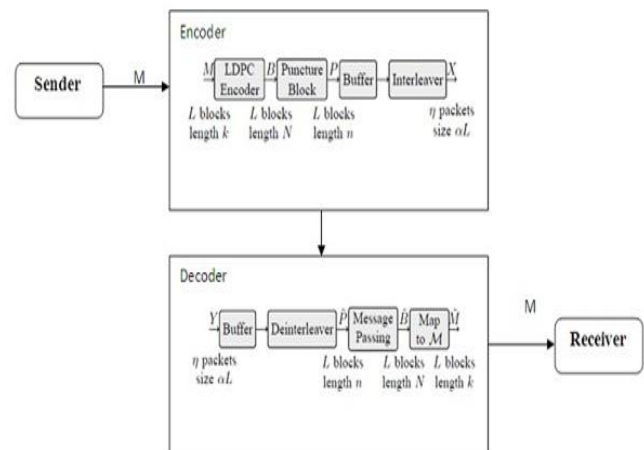 Encoder
Sender
M
M LDPC Encoder B Puncture Block P Buffer Interleaver X
L blocks length k
L blocks length N
L blocks length n
η packets size αL
Decoder
Y Buffer Deinterleaver P̂ Message Passing B̂ Map to ℳ M̂
η packets size αL
L blocks length n
L blocks length N
L blocks length k
M
Receiver